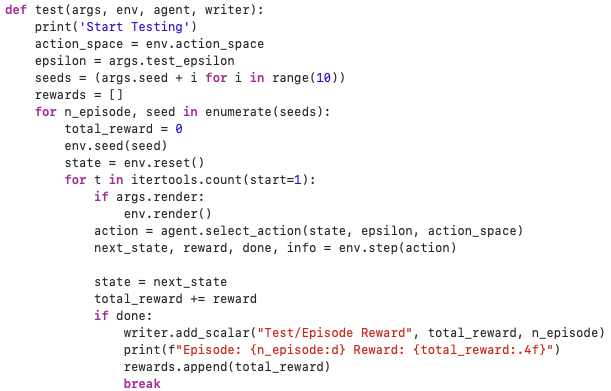 def test(args, env, agent, writer):
    print('Start Testing')
    action_space = env.action_space
    epsilon = args.test_epsilon
    seeds = (args.seed + i for i in range(10))
    rewards = []
    for n_episode, seed in enumerate(seeds):
        total_reward = 0
        env.seed(seed)
        state = env.reset()
        for t in itertools.count(start=1):
            if args.render:
                env.render()
            action = agent.select_action(state, epsilon, action_space)
            next_state, reward, done, info = env.step(action)

            state = next_state
            total_reward += reward
            if done:
                writer.add_scalar("Test/Episode Reward", total_reward, n_episode)
                print(f"Episode: {n_episode:d} Reward: {total_reward:.4f}")
                rewards.append(total_reward)
                break